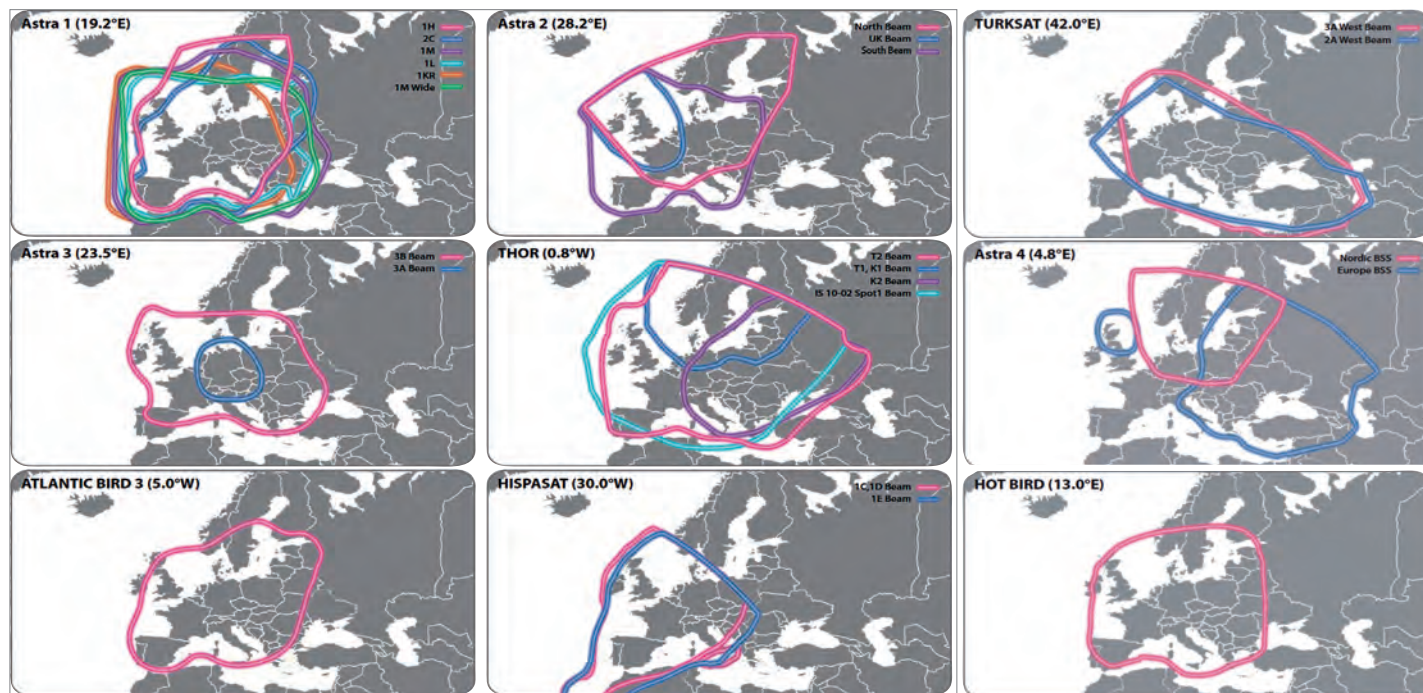 Astra 1 (19.2°E)
1H
2C
1M
1L
1KR
1M Wide
Astra 2 (28.2°E)
North Beam
UK Beam
South Beam
TURKSAT (42.0°E)
3A West Beam
2A West Beam
Astra 3 (23.5°E)
3B Beam
3A Beam
THOR (0.8°W)
T2 Beam
T1, K1 Beam
K2 Beam
IS 10-02 Spot1 Beam
Astra 4 (4.8°E)
Nordic BSS
Europe BSS
ATLANTIC BIRD 3 (5.0°W)
HISPASAT (30.0°W)
1C,1D Beam
1E Beam
HOT BIRD (13.0°E)